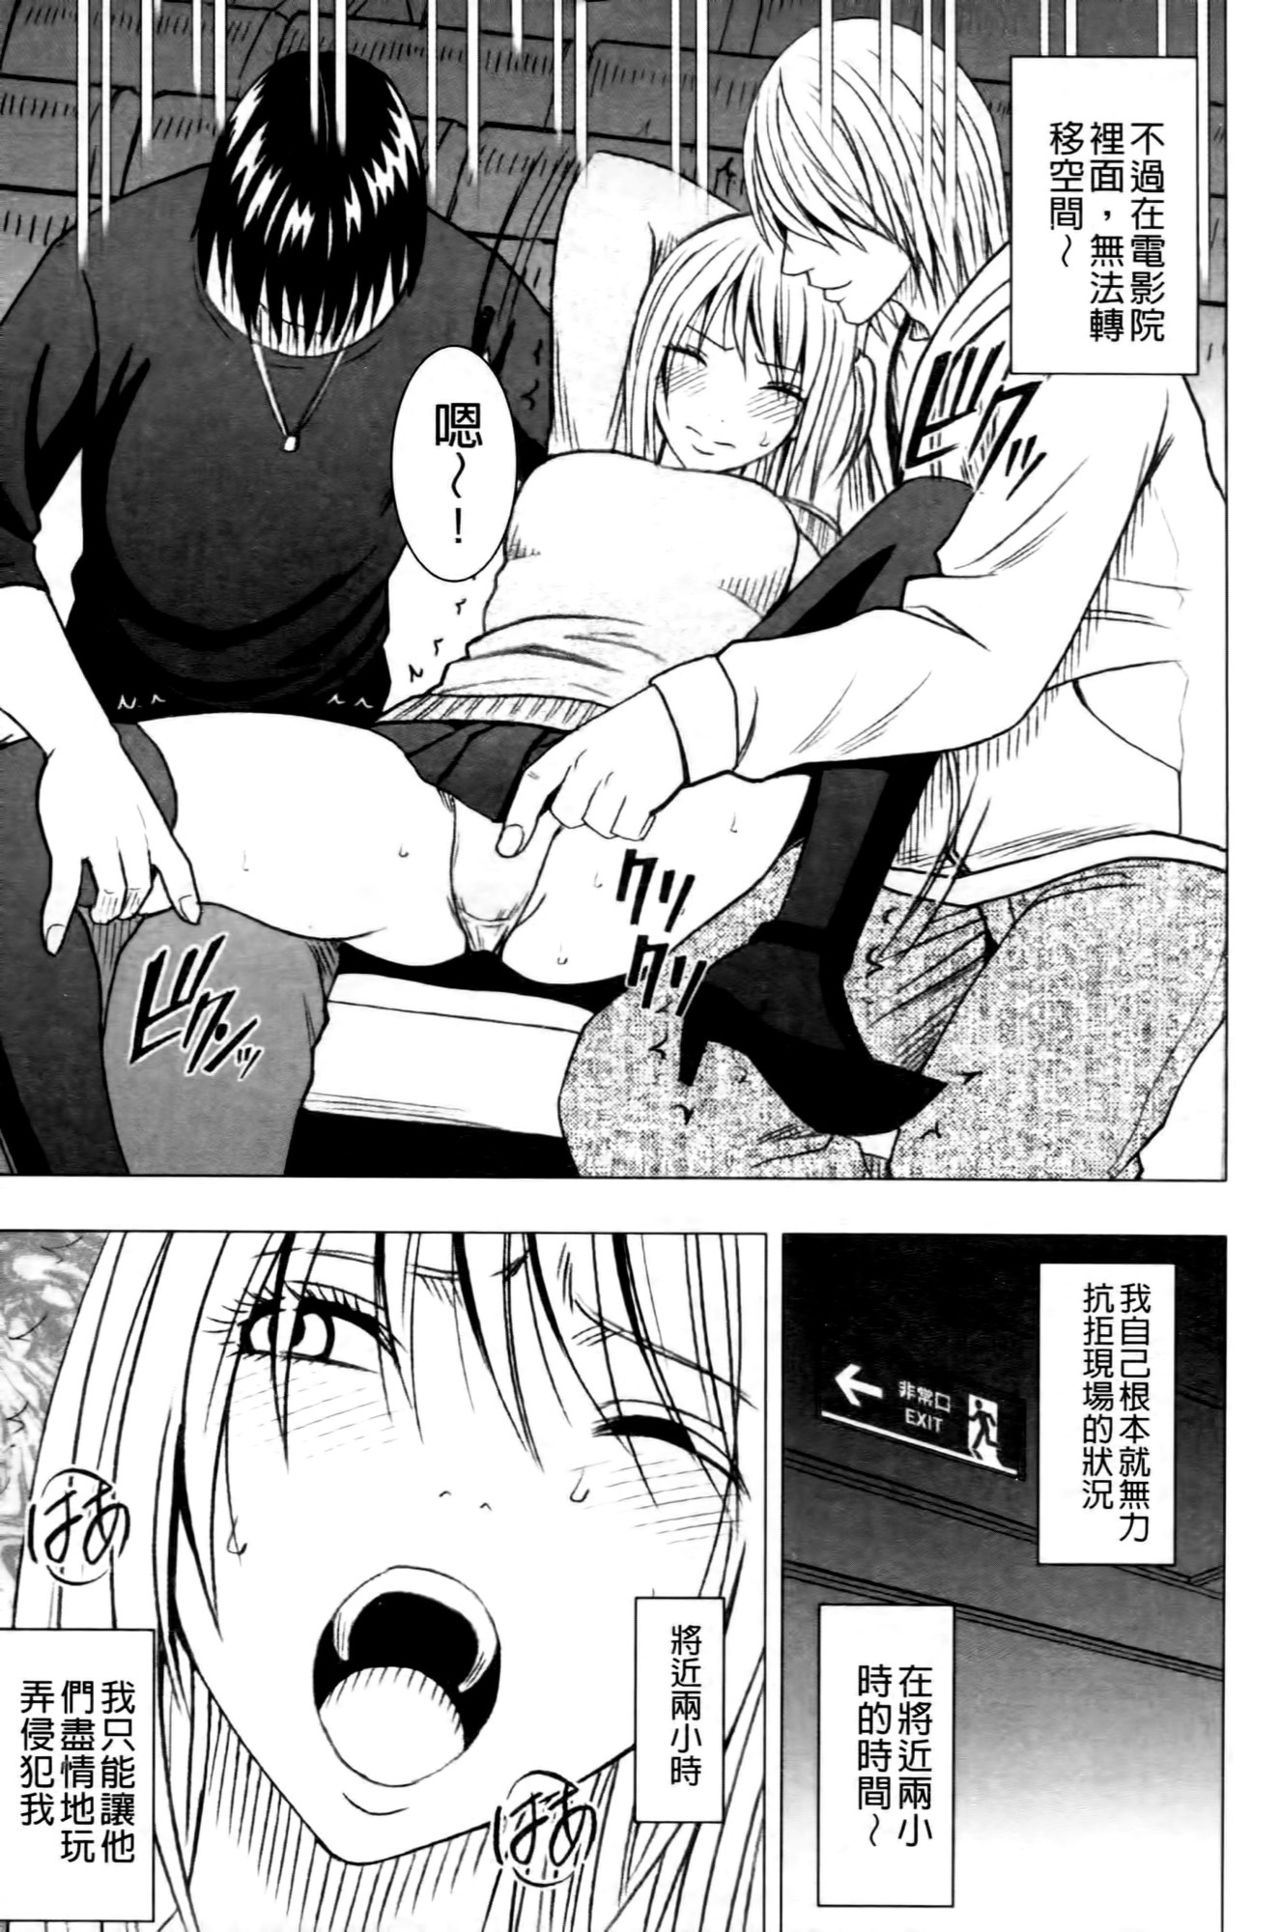 不過在電影院
裡面，無法轉
移空間～
嗯～！
ビクッ
クリ
クリ
ビクンッ
我自己根本就無力
抗拒現場的狀況
非常口
EXIT
在將近兩小
時的時間～
將近兩小時
はぁ
はぁ
我只能讓他
們盡情地玩
弄侵犯我